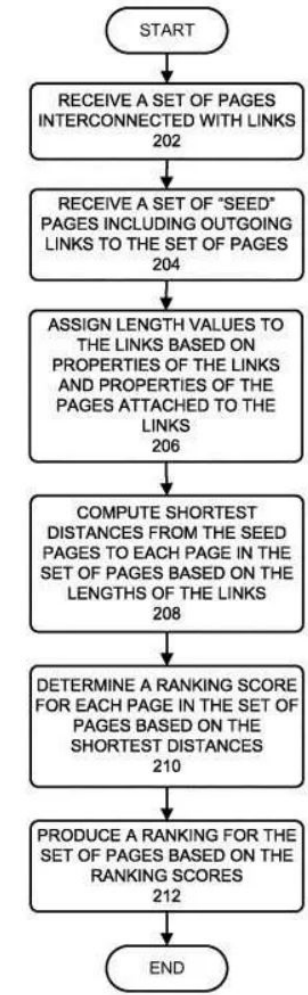 START
RECEIVE A SET OF PAGES
INTERCONNECTED WITH LINKS
202
RECEIVE A SET OF "SEED"
PAGES INCLUDING OUTGOING
LINKS TO THE SET OF PAGES
204
ASSIGN LENGTH VALUES TO
THE LINKS BASED ON
PROPERTIES OF THE LINKS
AND PROPERTIES OF THE
PAGES ATTACHED TO THE
LINKS
206
COMPUTE SHORTEST
DISTANCES FROM THE SEED
PAGES TO EACH PAGE IN THE
SET OF PAGES BASED ON THE
LENGTHS OF THE LINKS
208
DETERMINE A RANKING SCORE
FOR EACH PAGE IN THE SET OF
PAGES BASED ON THE
SHORTEST DISTANCES
210
PRODUCE A RANKING FOR THE
SET OF PAGES BASED ON THE
RANKING SCORES
212
END